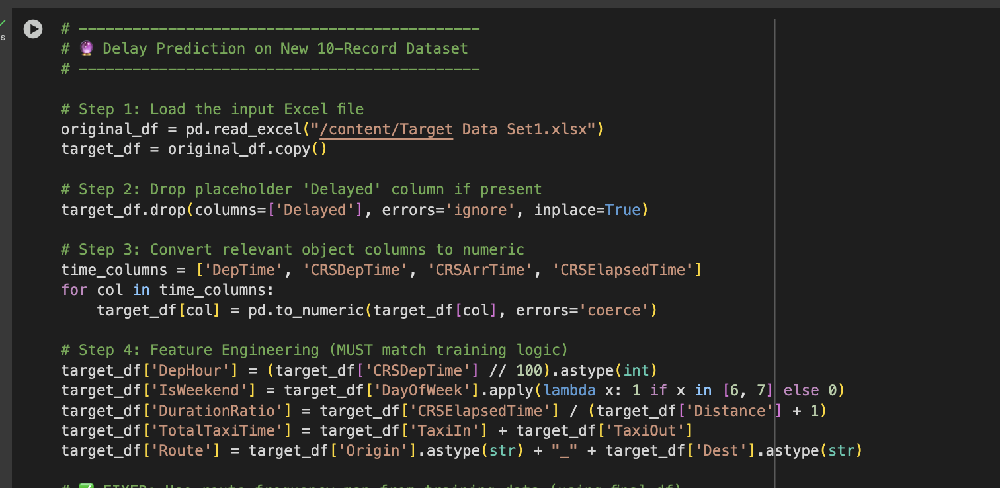 s
# ---------------------------------------------
# 🔮 Delay Prediction on New 10-Record Dataset
# ---------------------------------------------
# Step 1: Load the input Excel file
original_df = pd.read_excel("/content/Target Data Set1.xlsx")
target_df = original_df.copy()
# Step 2: Drop placeholder 'Delayed' column if present
target_df.drop(columns=['Delayed'], errors='ignore', inplace=True)
# Step 3: Convert relevant object columns to numeric
time_columns = ['DepTime', 'CRSDepTime', 'CRSArrTime', 'CRSElapsedTime']
for col in time_columns:
    target_df[col] = pd.to_numeric(target_df[col], errors='coerce')
# Step 4: Feature Engineering (MUST match training logic)
target_df['DepHour'] = (target_df['CRSDepTime'] // 100).astype(int)
target_df['IsWeekend'] = target_df['DayOfWeek'].apply(lambda x: 1 if x in [6, 7] else 0)
target_df['DurationRatio'] = target_df['CRSElapsedTime'] / (target_df['Distance'] + 1)
target_df['TotalTaxiTime'] = target_df['TaxiIn'] + target_df['TaxiOut']
target_df['Route'] = target_df['Origin'].astype(str) + "_" + target_df['Dest'].astype(str)
# ✅ FIXED: Use route frequency map from training data (using final_df)